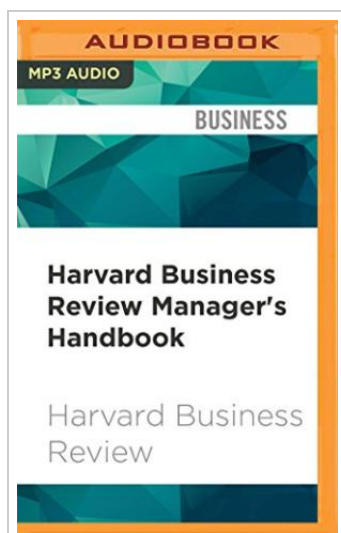 AUDIOBOOK
MP3 AUDIO
BUSINESS
Harvard Business
Review Manager's
Handbook
Harvard Business
Review